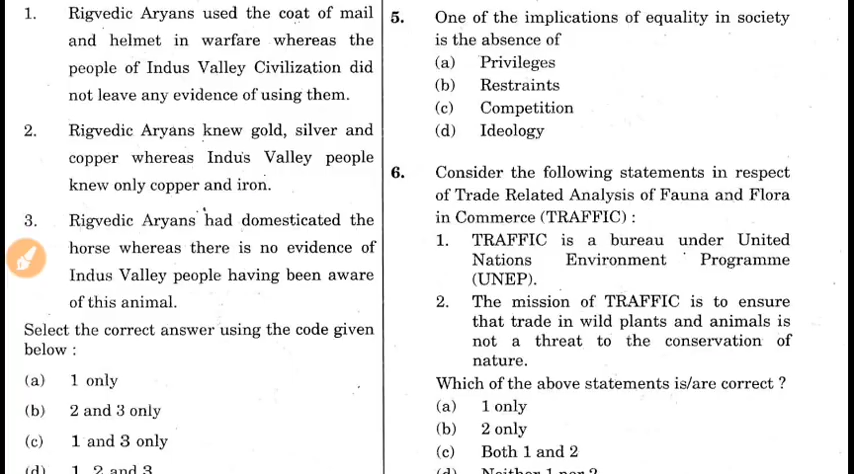 1. Rigvedic Aryans used the coat of mail
and helmet in warfare whereas the
people of Indus Valley Civilization did
not leave any evidence of using them.
2. Rigvedic Aryans knew gold, silver and
copper whereas Indus Valley people
knew only copper and iron.
3. Rigvedic Aryans had domesticated the
horse whereas there is no evidence of
Indus Valley people having been aware
of this animal.
Select the correct answer using the code given
below :
(a) 1 only
(b) 2 and 3 only
(c) 1 and 3 only
(d) 1, 2 and 3
5. One of the implications of equality in society
is the absence of
(a) Privileges
(b) Restraints
(c) Competition
(d) Ideology
6. Consider the following statements in respect
of Trade Related Analysis of Fauna and Flora
in Commerce (TRAFFIC) :
1. TRAFFIC is a bureau under United
Nations Environment Programme
(UNEP).
2. The mission of TRAFFIC is to ensure
that trade in wild plants and animals is
not a threat to the conservation of
nature.
Which of the above statements is/are correct ?
(a) 1 only
(b) 2 only
(c) Both 1 and 2
(d) Neither 1 nor 2